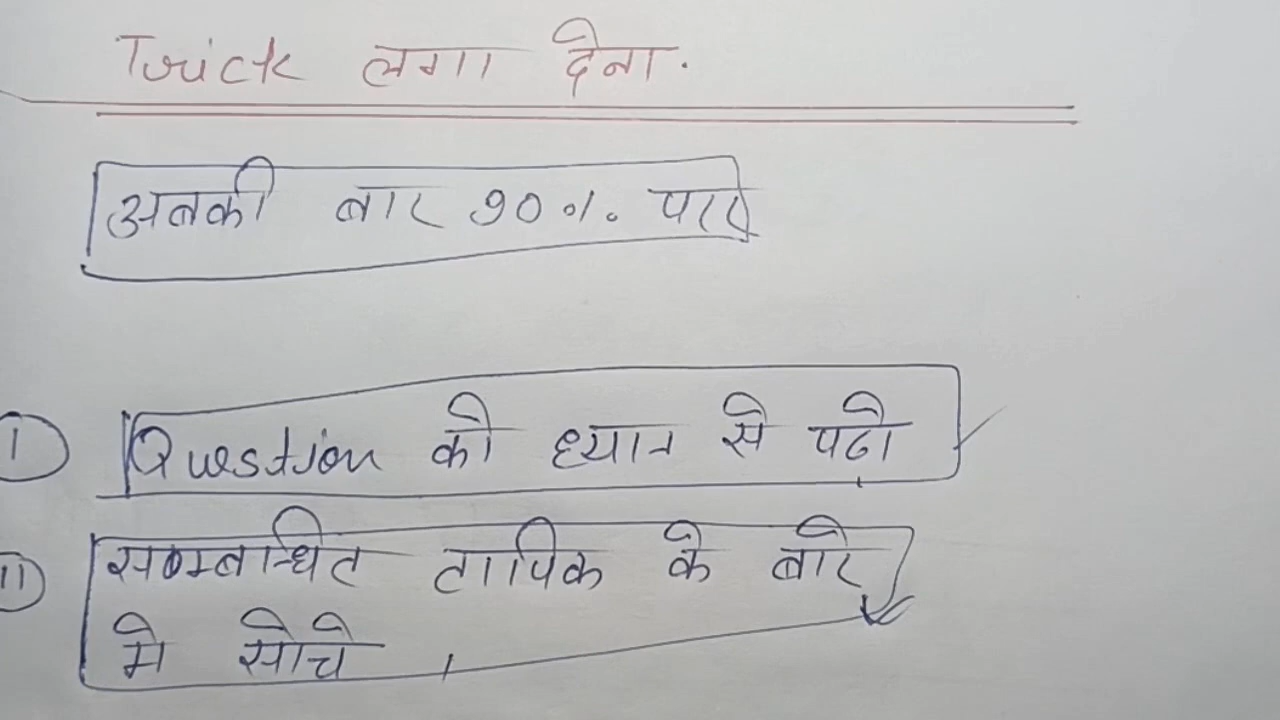 Trick लगा देना.
अबकी बार 90%. पार
I Question को ध्यान से पढो
II सम्बन्धित टापिक के बारे
मे सोचे